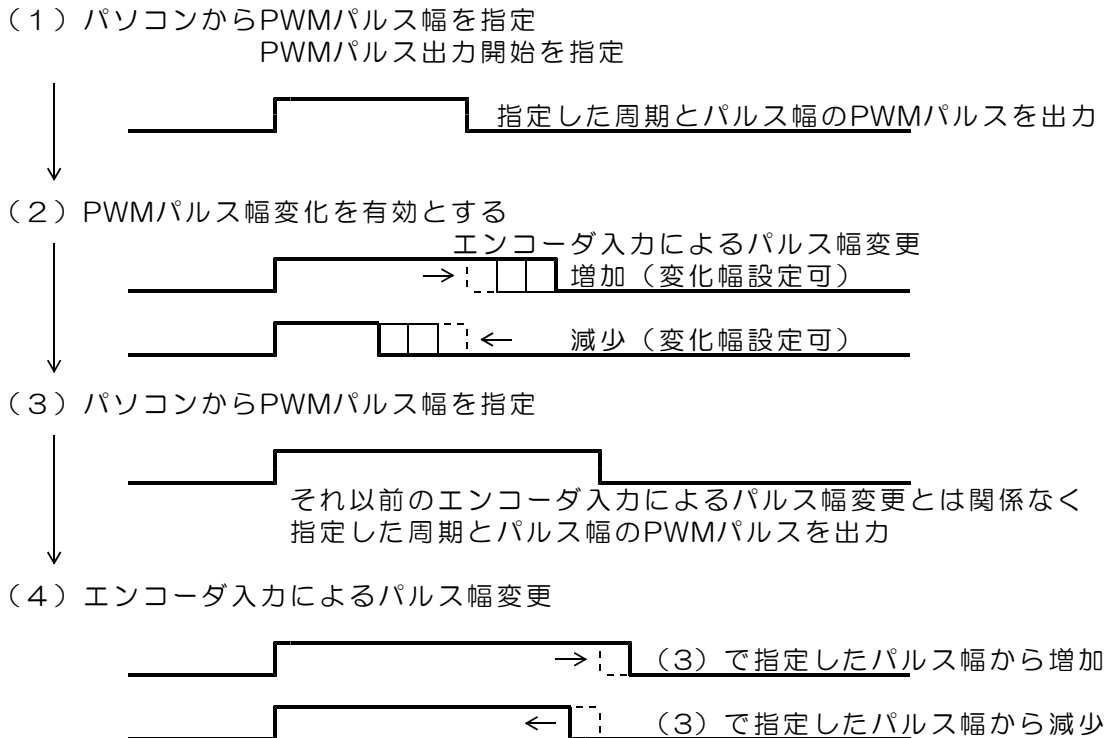 （１）パソコンからPWMパルス幅を指定
PWMパルス出力開始を指定
指定した周期とパルス幅のPWMパルスを出力
（２）PWMパルス幅変化を有効とする
エンコーダ入力によるパルス幅変更
増加（変化幅設定可）
減少（変化幅設定可）
（３）パソコンからPWMパルス幅を指定
それ以前のエンコーダ入力によるパルス幅変更とは関係なく
指定した周期とパルス幅のPWMパルスを出力
（４）エンコーダ入力によるパルス幅変更
（３）で指定したパルス幅から増加
（３）で指定したパルス幅から減少